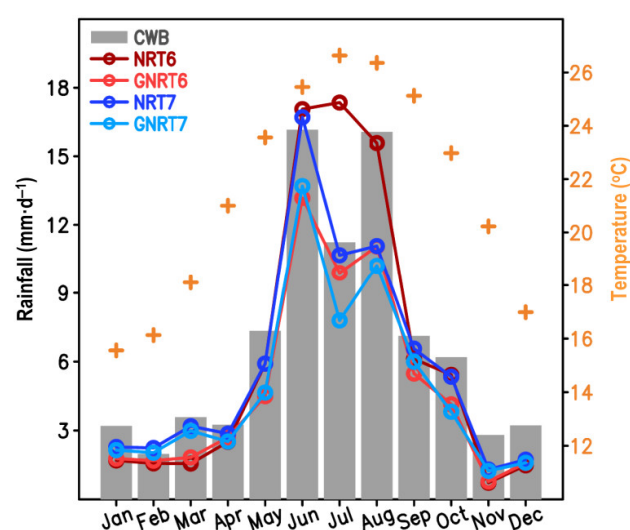 CWB
NRT6
GNRT6
NRT7
GNRT7
Rainfall (mm·d⁻¹)
18
15
12
9
6
3
26
24
22
20
18
16
14
12
Temperature (ºC)
Jan Feb Mar Apr May Jun Jul Aug Sep Oct Nov Dec